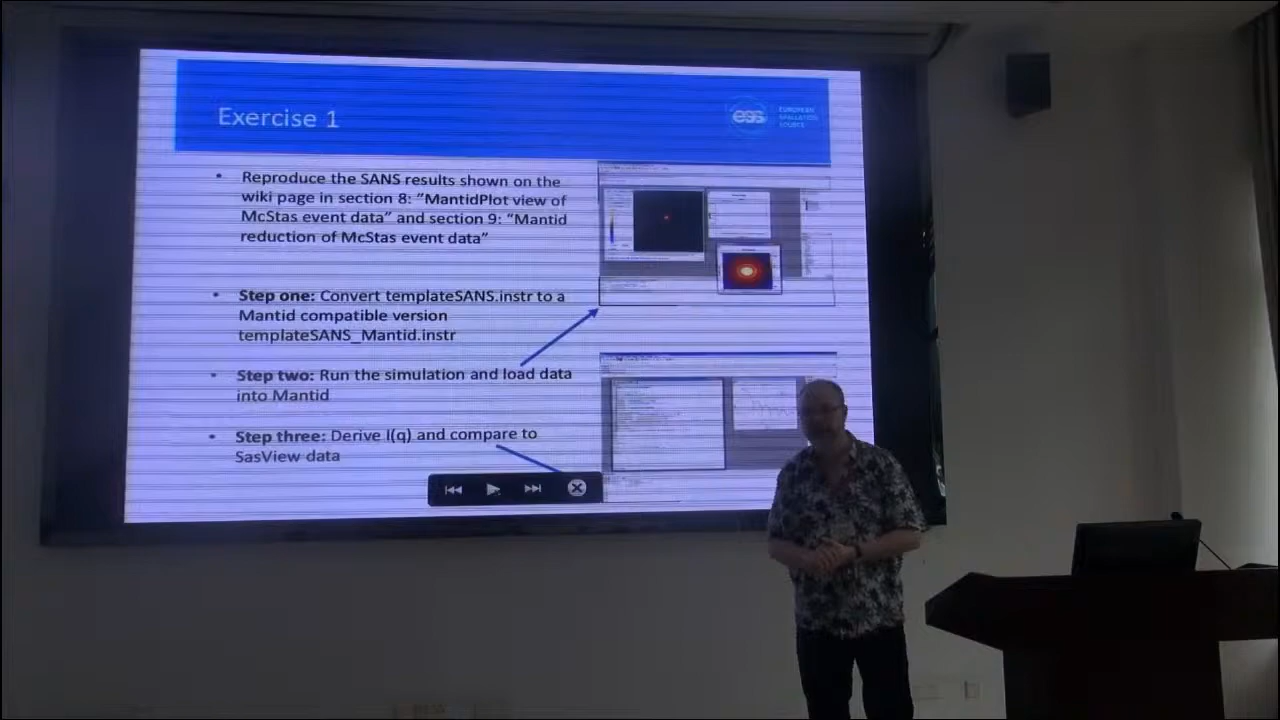 Exercise 1
ess
EUROPEAN
SPALLATION
SOURCE
• Reproduce the SANS results shown on the
wiki page in section 8: “MantidPlot view of
McStas event data” and section 9: “Mantid
reduction of McStas event data”
• Step one: Convert templateSANS.instr to a
Mantid compatible version
templateSANS_Mantid.instr
• Step two: Run the simulation and load data
into Mantid
• Step three: Derive I(q) and compare to
SasView data